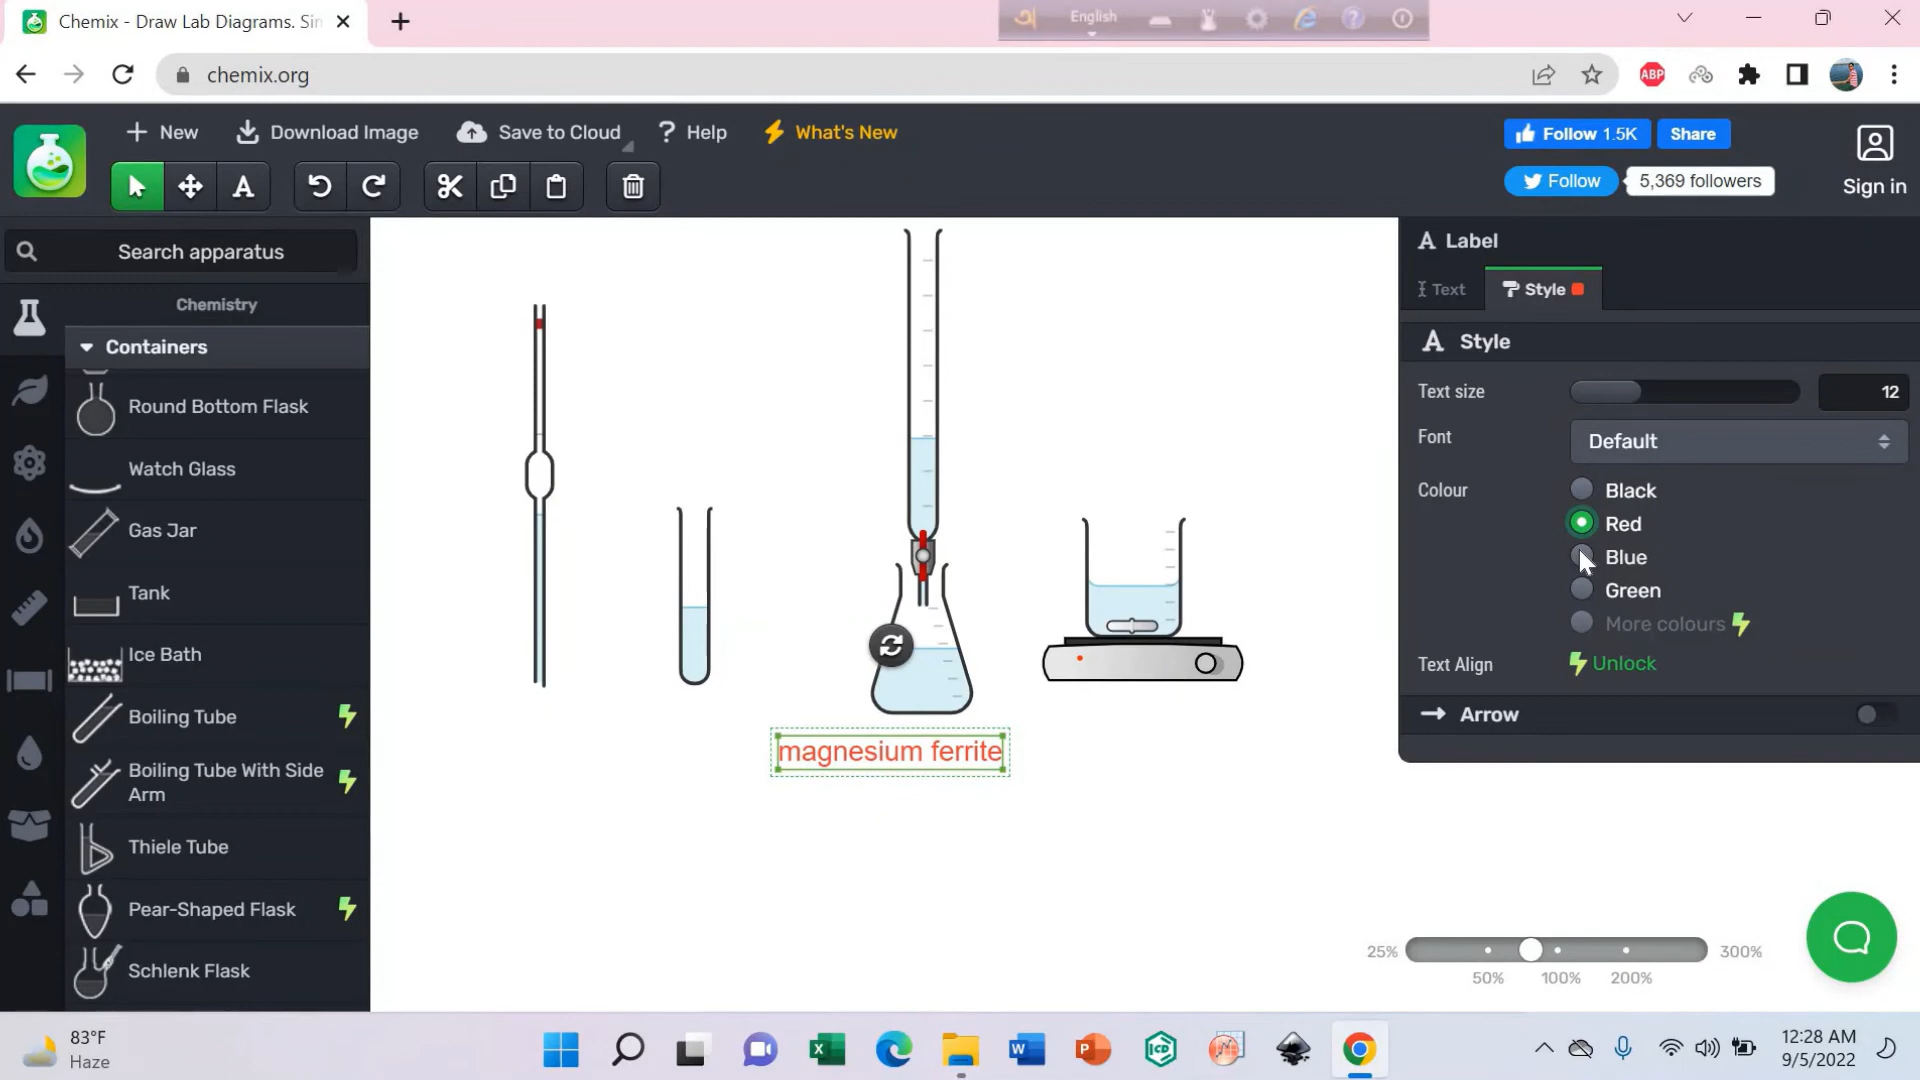 Chemix - Draw Lab Diagrams. Sin
English
chemix.org
ABP
New
Download Image
Save to Cloud
? Help
What's New
Follow 1.5K
Share
Follow
5,369 followers
Sign in
Search apparatus
Chemistry
Containers
Round Bottom Flask
Watch Glass
Gas Jar
Tank
Ice Bath
Boiling Tube
Boiling Tube With Side
Arm
Thiele Tube
Pear-Shaped Flask
Schlenk Flask
magnesium ferrite
A Label
Text
Style
A Style
Text size
12
Font
Default
Colour
Black
Red
Blue
Green
More colours
Text Align
Unlock
Arrow
25%
300%
50%
100%
200%
83°F
Haze
12:28 AM
9/5/2022